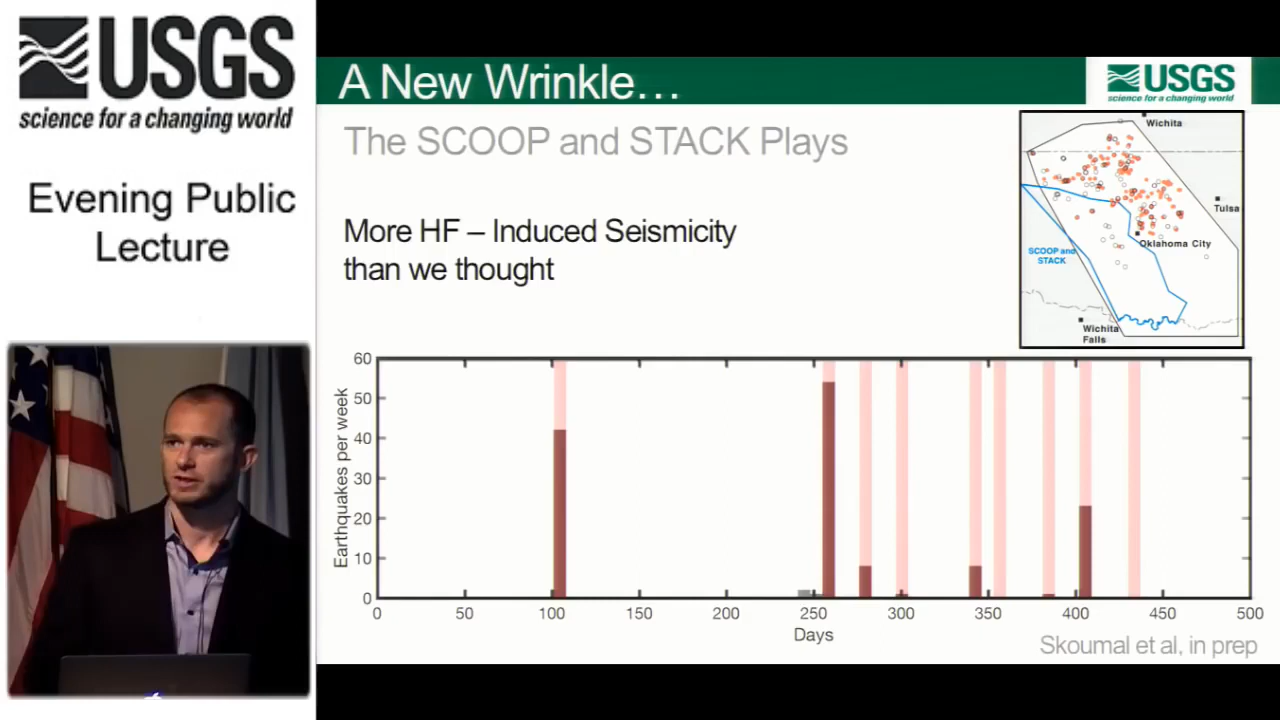 USGS
science for a changing world
Evening Public
Lecture
A New Wrinkle…
USGS
science for a changing world
The SCOOP and STACK Plays
More HF – Induced Seismicity
than we thought
Wichita
Tulsa
Oklahoma City
SCOOP and
STACK
Wichita
Falls
Earthquakes per week
60
50
40
30
20
10
0
0 50 100 150 200 250 300 350 400 450 500
Days
Skoumal et al, in prep